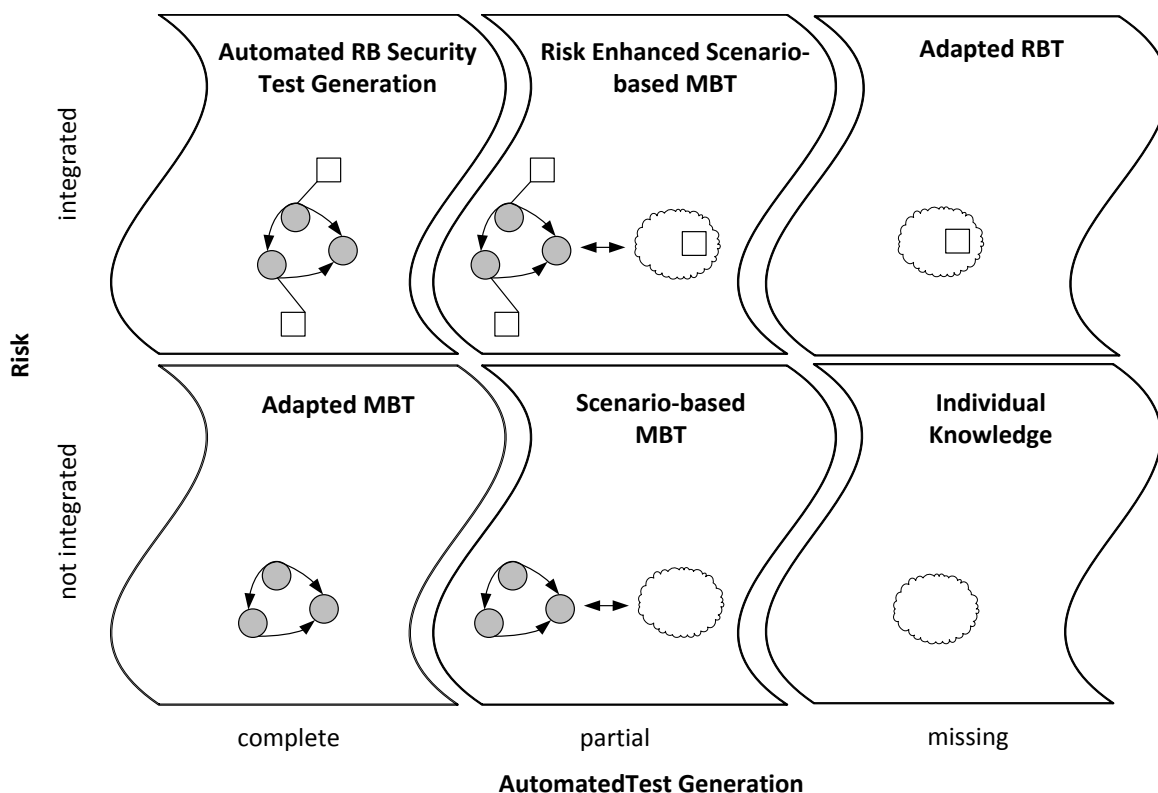 Automated RB Security
Test Generation
Risk Enhanced Scenario-
based MBT
Adapted RBT
integrated
Risk
Adapted MBT
Scenario-based
MBT
Individual
Knowledge
not integrated
complete
partial
missing
AutomatedTest Generation